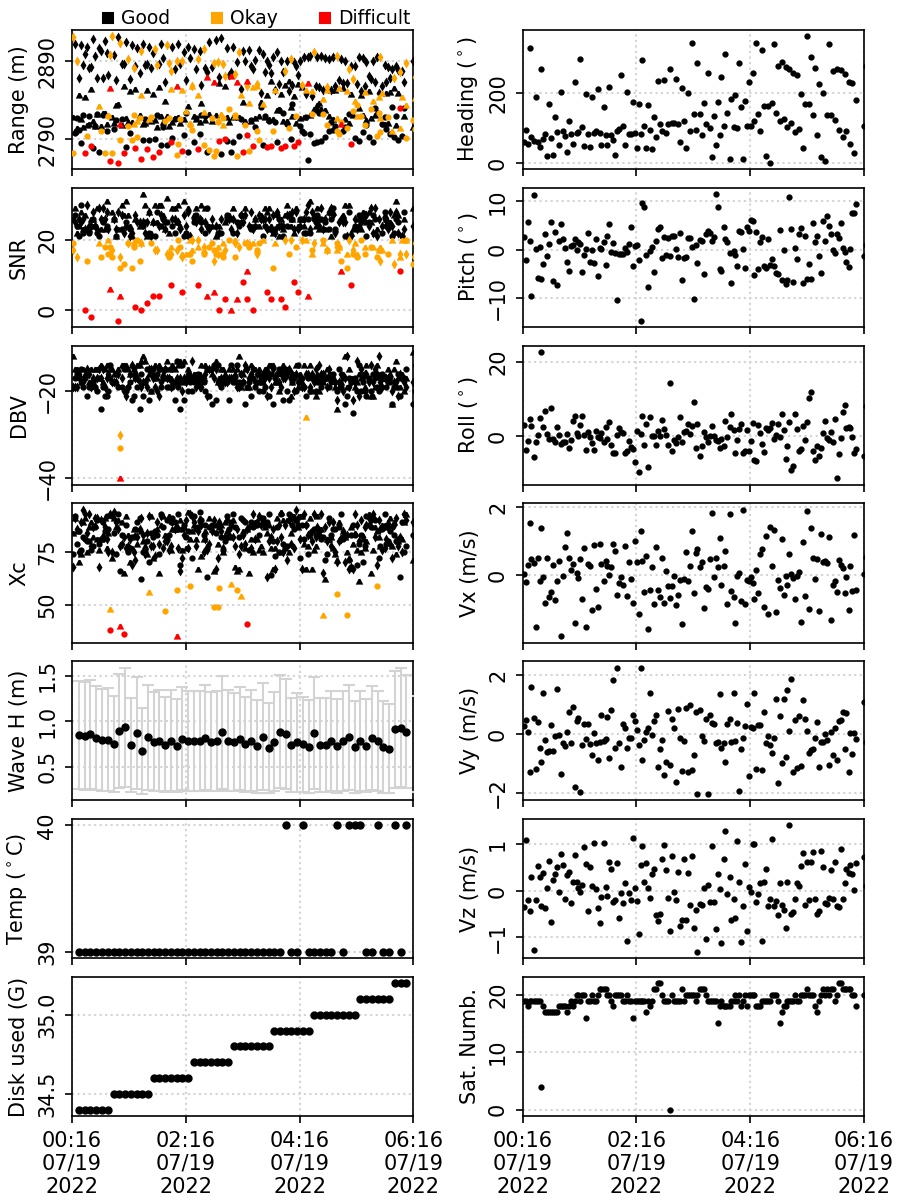 Good Okay Difficult
Range (m)
2890
2790
Heading (°)
200
0
SNR
20
0
Pitch (°)
10
0
−10
DBV
−20
−40
Roll (°)
20
0
Xc
75
50
Vx (m/s)
2
0
Wave H (m)
1.5
1.0
0.5
Vy (m/s)
2
0
−2
Temp (°C)
40
39
Vz (m/s)
1
0
−1
Disk used (G)
35.0
34.5
Sat. Numb.
20
10
0
00:16 02:16 04:16 06:16
07/19 07/19 07/19 07/19
2022 2022 2022 2022
00:16 02:16 04:16 06:16
07/19 07/19 07/19 07/19
2022 2022 2022 2022